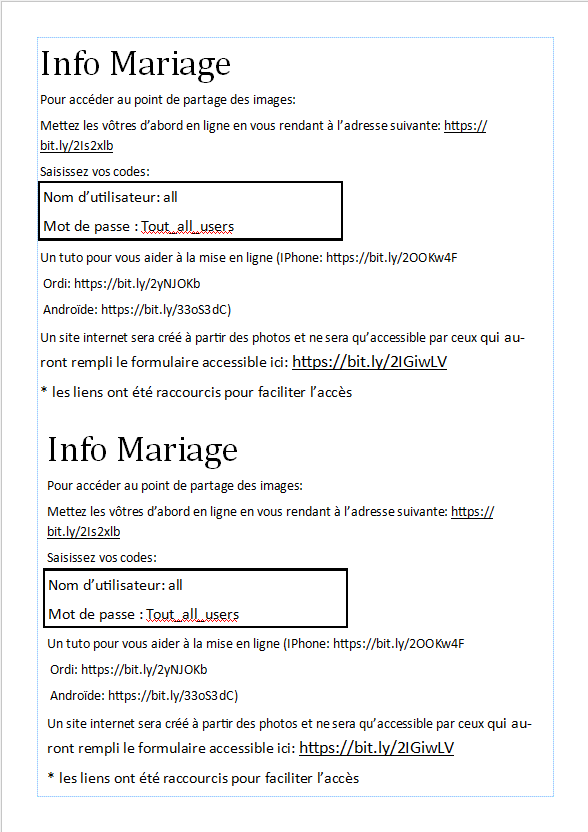 Info Mariage
Pour accéder au point de partage des images:
Mettez les vôtres d’abord en ligne en vous rendant à l’adresse suivante: https://
bit.ly/2Is2xlb
Saisissez vos codes:
Nom d’utilisateur: all
Mot de passe : Tout_all_users
Un tuto pour vous aider à la mise en ligne (IPhone: https://bit.ly/2OOKw4F
Ordi: https://bit.ly/2yNJOKb
Androïde: https://bit.ly/33oS3dC)
Un site internet sera créé à partir des photos et ne sera qu’accessible par ceux qui au-
ront rempli le formulaire accessible ici: https://bit.ly/2IGiwLV
* les liens ont été raccourcis pour faciliter l’accès
Info Mariage
Pour accéder au point de partage des images:
Mettez les vôtres d’abord en ligne en vous rendant à l’adresse suivante: https://
bit.ly/2Is2xlb
Saisissez vos codes:
Nom d’utilisateur: all
Mot de passe : Tout_all_users
Un tuto pour vous aider à la mise en ligne (IPhone: https://bit.ly/2OOKw4F
Ordi: https://bit.ly/2yNJOKb
Androïde: https://bit.ly/33oS3dC)
Un site internet sera créé à partir des photos et ne sera qu’accessible par ceux qui au-
ront rempli le formulaire accessible ici: https://bit.ly/2IGiwLV
* les liens ont été raccourcis pour faciliter l’accès